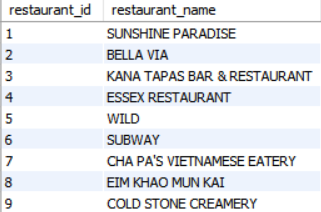 restaurant_id restaurant_name
1 SUNSHINE PARADISE
2 BELLA VIA
3 KANA TAPAS BAR & RESTAURANT
4 ESSEX RESTAURANT
5 WILD
6 SUBWAY
7 CHA PA'S VIETNAMESE EATERY
8 EIM KHAO MUN KAI
9 COLD STONE CREAMERY